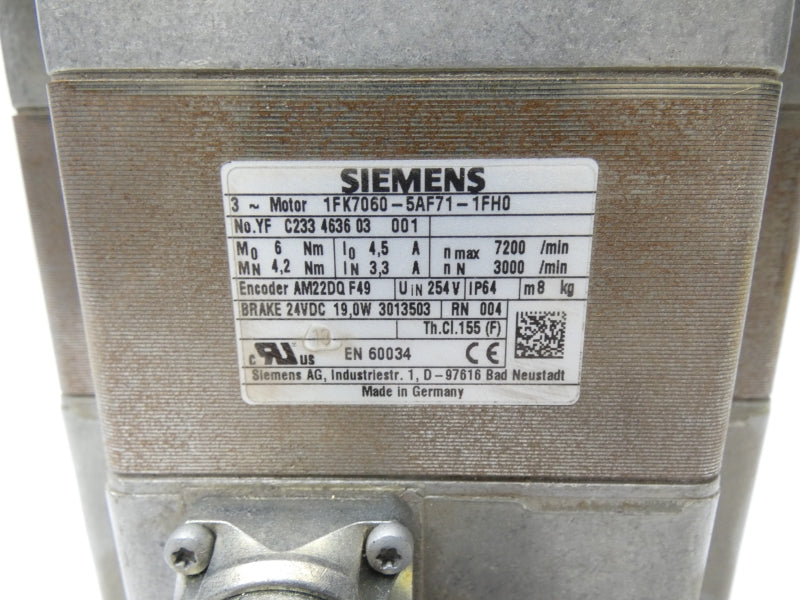 SIEMENS
3 ~ Motor 1FK7060-5AF71-1FH0
No.YF C233 4636 03 001
M0 6 Nm I0 4,5 A n max 7200 /min
MN 4,2 Nm IN 3,3 A n N 3000 /min
Encoder AM22DQ F49 UIN 254 V IP64 m 8 kg
BRAKE 24VDC 19,0W 3013503 RN 004
Th.Cl.155 (F)
c RU US EN 60034 CE
Siemens AG, Industriestr. 1, D-97616 Bad Neustadt
Made in Germany